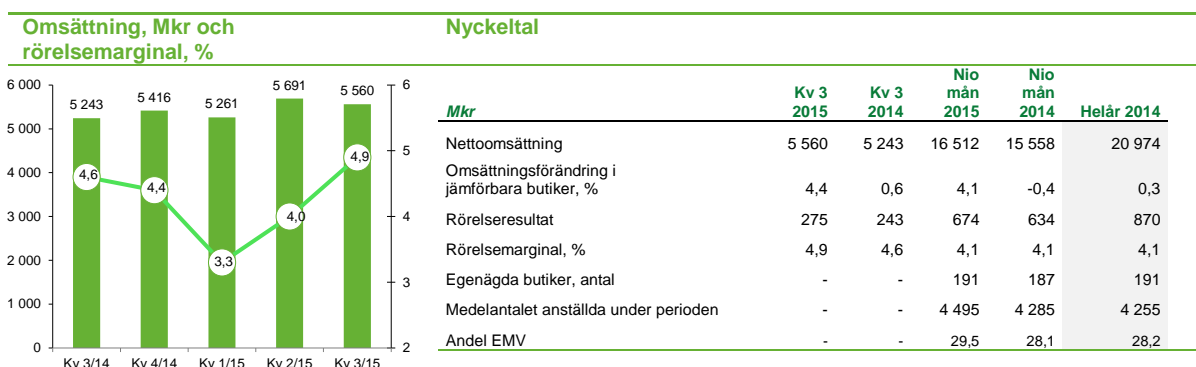 Omsättning, Mkr och
rörelsemarginal, %
6 000
5 000
4 000
3 000
2 000
1 000
0
5 243
5 416
5 261
5 691
5 560
4,6
4,4
3,3
4,0
4,9
6
5
4
3
2
Kv 3/14 Kv 4/14 Kv 1/15 Kv 2/15 Kv 3/15
Nyckeltal
Mkr Kv 3 2015 Kv 3 2014 Nio mån 2015 Nio mån 2014 Helår 2014
Nettoomsättning 5 560 5 243 16 512 15 558 20 974
Omsättningsförändring i
jämförbara butiker, % 4,4 0,6 4,1 -0,4 0,3
Rörelseresultat 275 243 674 634 870
Rörelsemarginal, % 4,9 4,6 4,1 4,1 4,1
Egenägda butiker, antal - - 191 187 191
Medelantalet anställda under perioden - - 4 495 4 285 4 255
Andel EMV - - 29,5 28,1 28,2